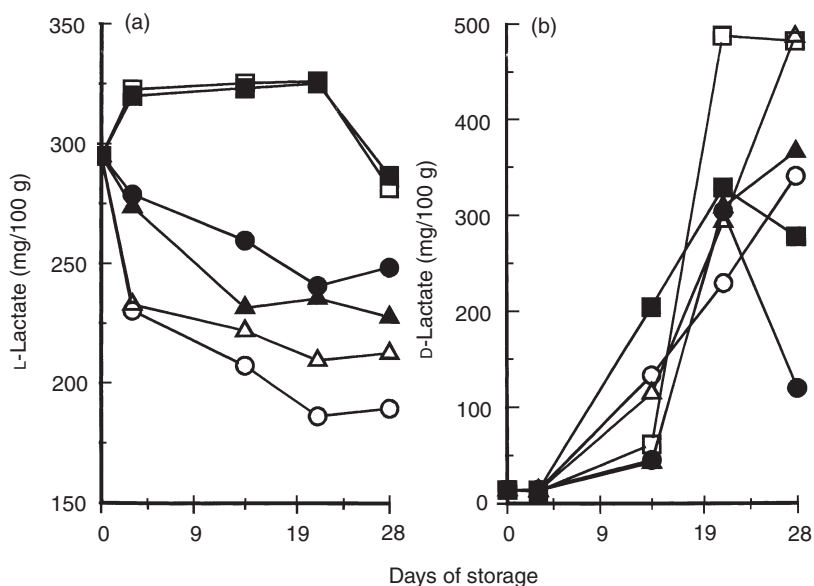 (a)
350
300
250
200
150
L-Lactate (mg/100 g)
0 9 19 28
(b)
500
400
300
200
100
0
D-Lactate (mg/100 g)
0 9 19 28
Days of storage